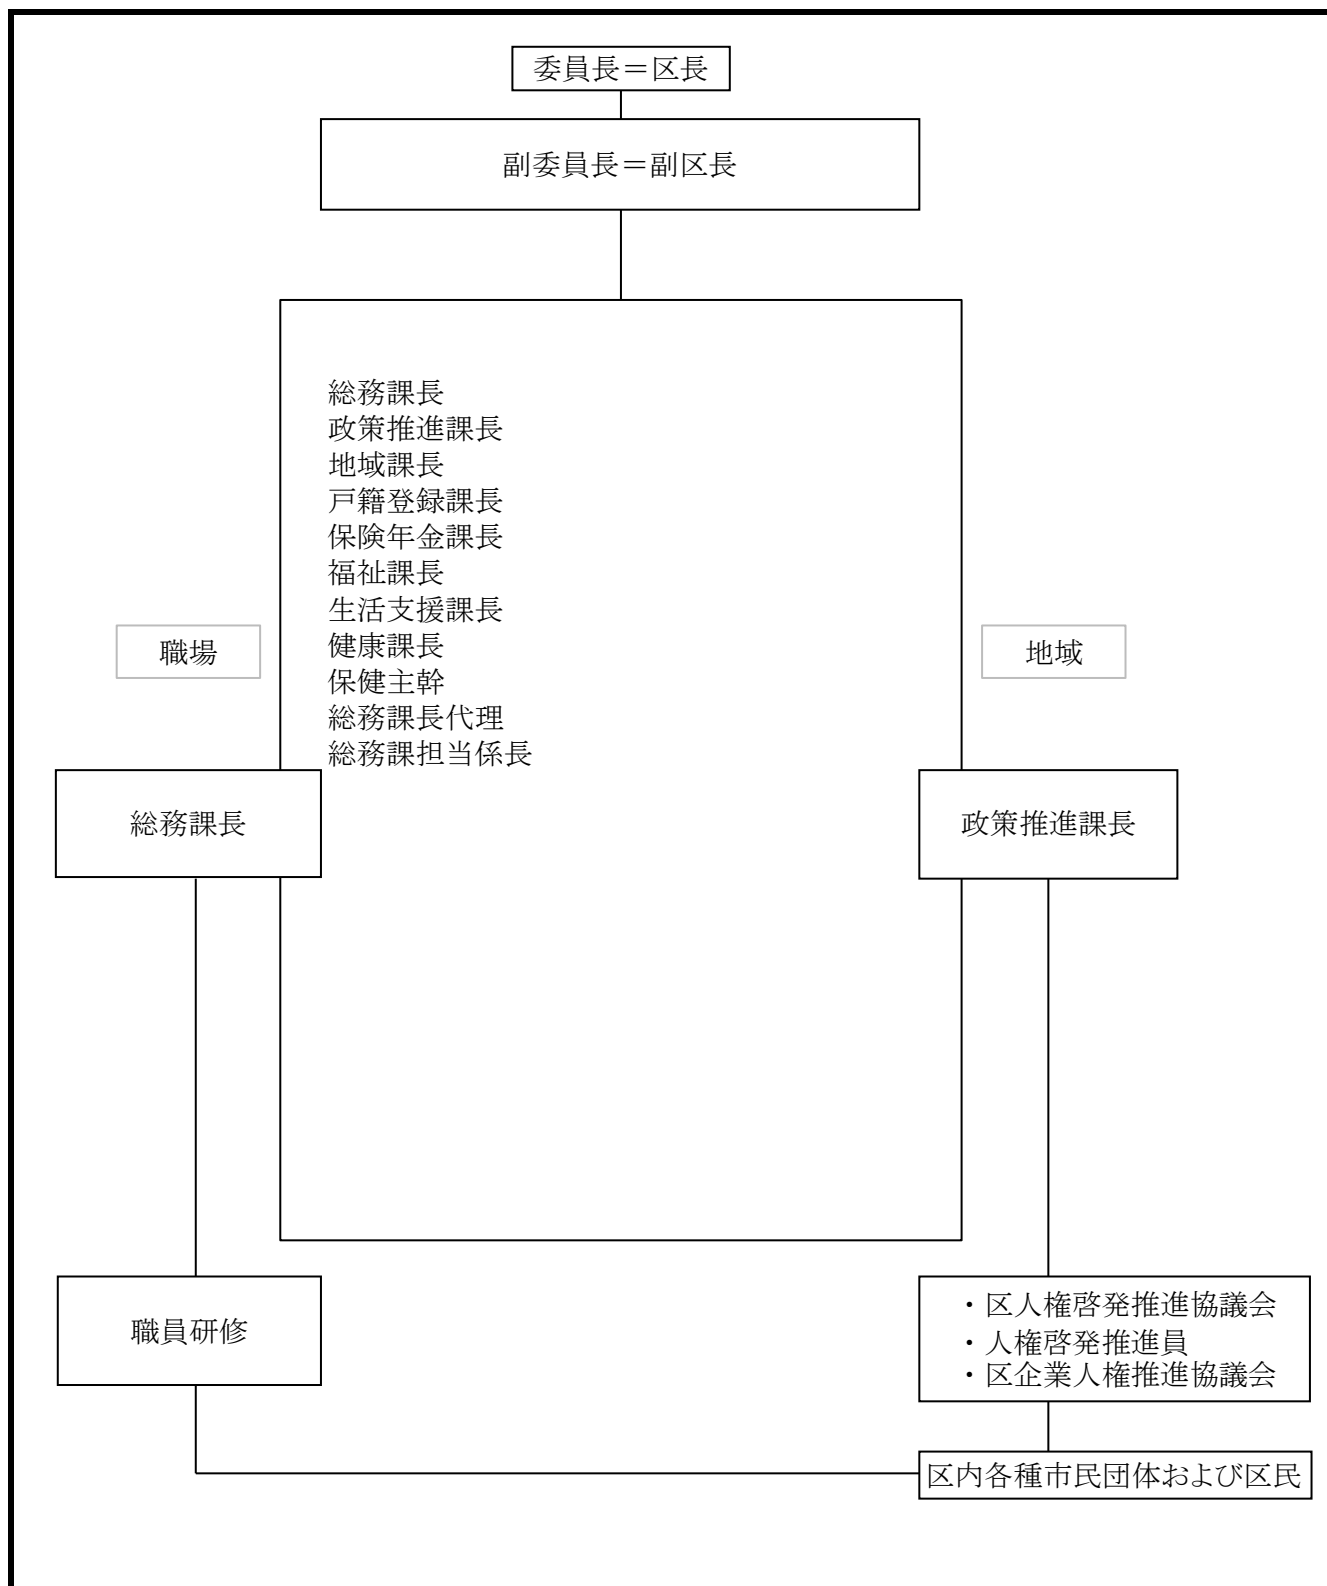 委員長＝区長
副委員長＝副区長
総務課長
政策推進課長
地域課長
戸籍登録課長
保険年金課長
福祉課長
生活支援課長
健康課長
保健主幹
総務課長代理
総務課担当係長
職場
地域
総務課長
政策推進課長
職員研修
・区人権啓発推進協議会
・人権啓発推進員
・区企業人権推進協議会
区内各種市民団体および区民